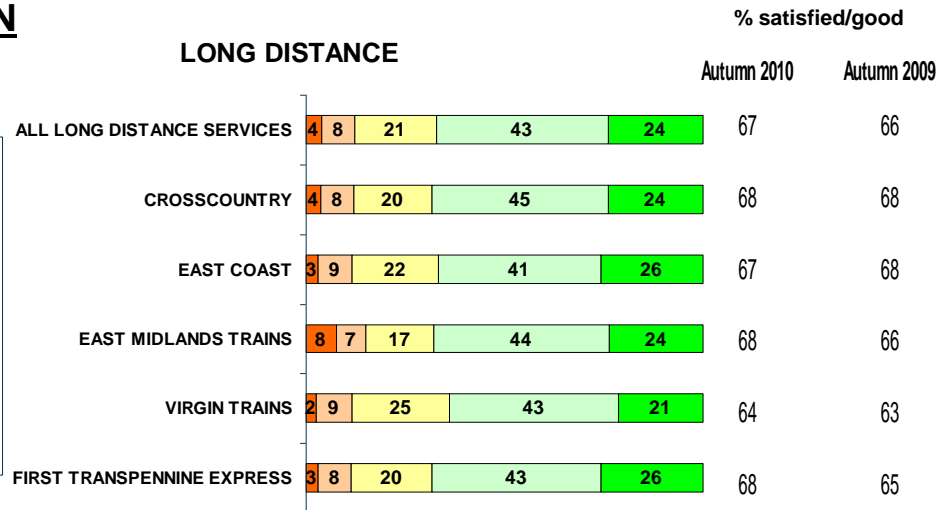 N
% satisfied/good
LONG DISTANCE
Autumn 2010 Autumn 2009
ALL LONG DISTANCE SERVICES 4 8 21 43 24 67 66
CROSSCOUNTRY 4 8 20 45 24 68 68
EAST COAST 3 9 22 41 26 67 68
EAST MIDLANDS TRAINS 8 7 17 44 24 68 66
VIRGIN TRAINS 2 9 25 43 21 64 63
FIRST TRANSPENNINE EXPRESS 3 8 20 43 26 68 65